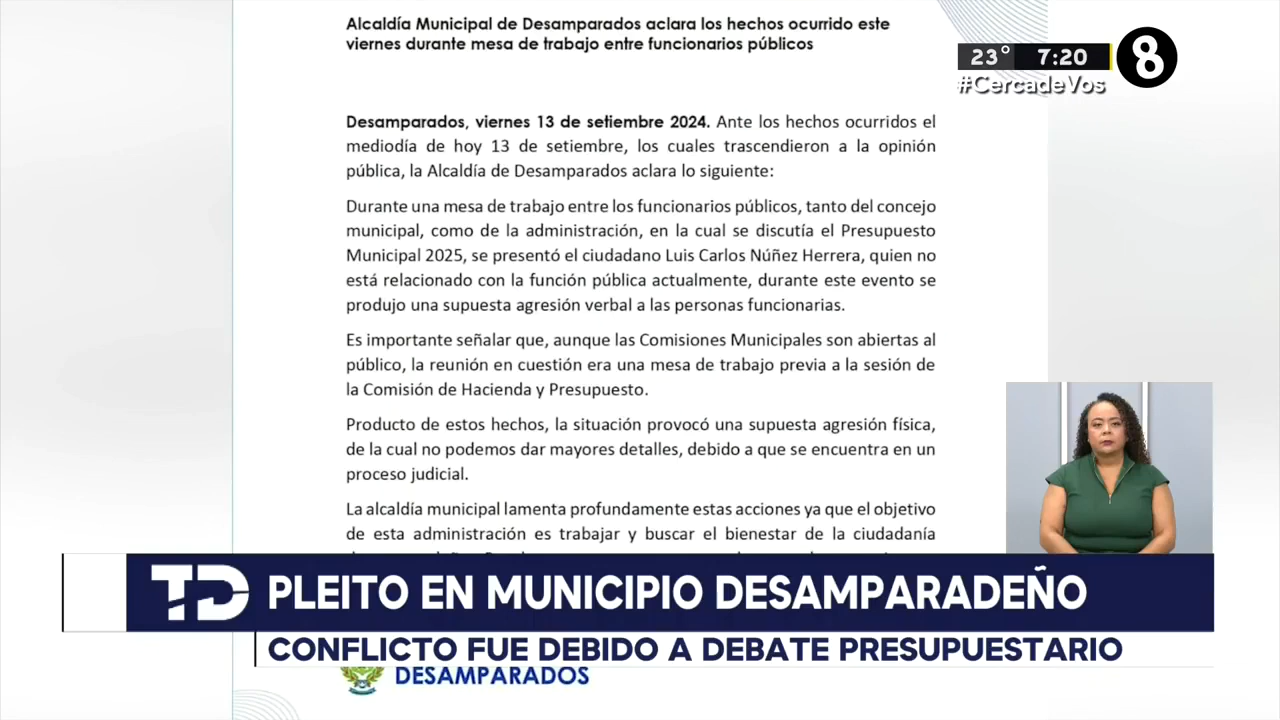 Alcaldía Municipal de Desamparados aclara los hechos ocurrido este
viernes durante mesa de trabajo entre funcionarios públicos
23° 7:20
8
#CercadeVos
Desamparados, viernes 13 de setiembre 2024. Ante los hechos ocurridos el
mediodía de hoy 13 de setiembre, los cuales trascendieron a la opinión
pública, la Alcaldía de Desamparados aclara lo siguiente:
Durante una mesa de trabajo entre los funcionarios públicos, tanto del concejo
municipal, como de la administración, en la cual se discutía el Presupuesto
Municipal 2025, se presentó el ciudadano Luis Carlos Núñez Herrera, quien no
está relacionado con la función pública actualmente, durante este evento se
produjo una supuesta agresión verbal a las personas funcionarias.
Es importante señalar que, aunque las Comisiones Municipales son abiertas al
público, la reunión en cuestión era una mesa de trabajo previa a la sesión de
la Comisión de Hacienda y Presupuesto.
Producto de estos hechos, la situación provocó una supuesta agresión física,
de la cual no podemos dar mayores detalles, debido a que se encuentra en un
proceso judicial.
La alcaldía municipal lamenta profundamente estas acciones ya que el objetivo
de esta administración es trabajar y buscar el bienestar de la ciudadanía
TD PLEITO EN MUNICIPIO DESAMPARADEÑO
CONFLICTO FUE DEBIDO A DEBATE PRESUPUESTARIO
DESAMPARADOS